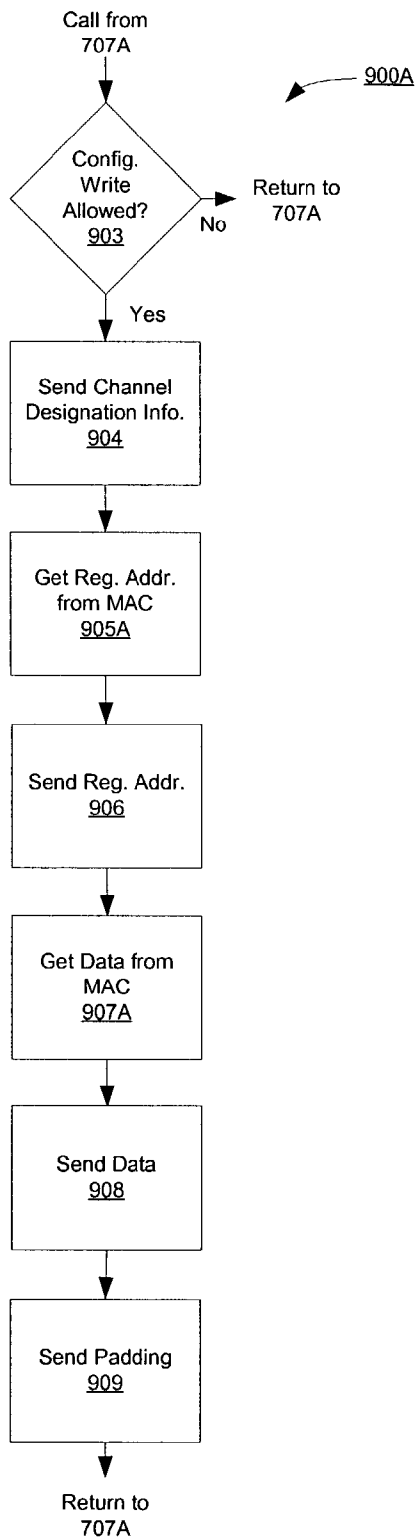 Call from
707A
900A
Config.
Write
Allowed?
903
No
Return to
707A
Yes
Send Channel
Designation Info.
904
Get Reg. Addr.
from MAC
905A
Send Reg. Addr.
906
Get Data from
MAC
907A
Send Data
908
Send Padding
909
Return to
707A